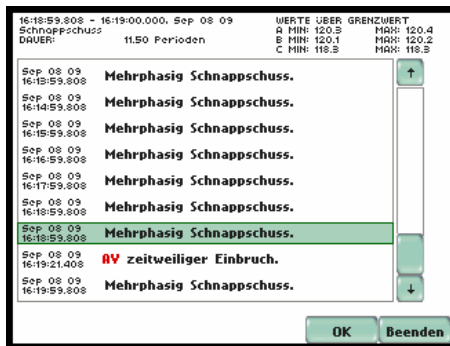 16:18:59.808 - 16:19:00.000, Sep 08 09
Schnappschuss
DAUER: 11.50 Perioden
WERTE ÜBER GRENZWERT
A MIN: 120.3 MAX: 120.4
B MIN: 120.1 MAX: 120.2
C MIN: 118.3 MAX: 118.3
Sep 08 09
16:13:59.808 Mehrphasig Schnappschuss.
Sep 08 09
16:14:59.808 Mehrphasig Schnappschuss.
Sep 08 09
16:15:59.808 Mehrphasig Schnappschuss.
Sep 08 09
16:16:59.808 Mehrphasig Schnappschuss.
Sep 08 09
16:17:59.808 Mehrphasig Schnappschuss.
Sep 08 09
16:18:59.808 Mehrphasig Schnappschuss.
Sep 08 09
16:18:59.808 Mehrphasig Schnappschuss.
Sep 08 09
16:19:21.408 AV zeitweiliger Einbruch.
Sep 08 09
16:19:59.808 Mehrphasig Schnappschuss.
OK Beenden